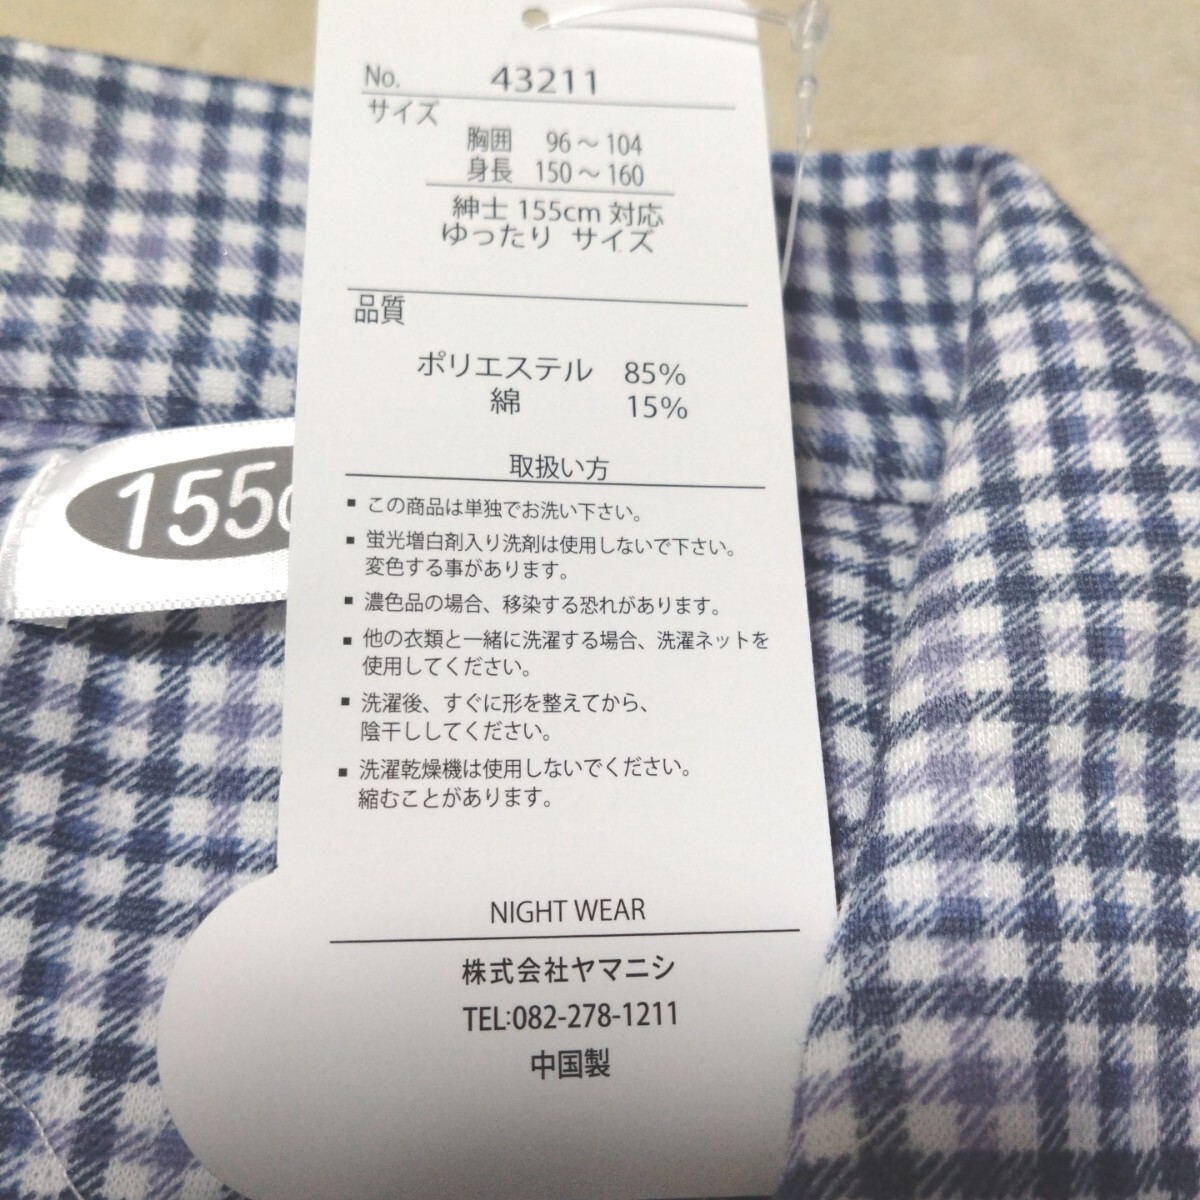 No. 43211
サイズ
胸囲 96～104
身長 150～160
紳士 155cm 対応
ゆったり サイズ
品質
ポリエステル 85%
綿 15%
取扱い方
▪ この商品は単独でお洗い下さい。
▪ 蛍光増白剤入り洗剤は使用しないで下さい。
変色する事があります。
▪ 濃色品の場合、移染する恐れがあります。
▪ 他の衣類と一緒に洗濯する場合、洗濯ネットを
使用してください。
▪ 洗濯後、すぐに形を整えてから、
陰干ししてください。
▪ 洗濯乾燥機は使用しないでください。
縮むことがあります。
NIGHT WEAR
株式会社ヤマニシ
TEL:082-278-1211
中国製
155c